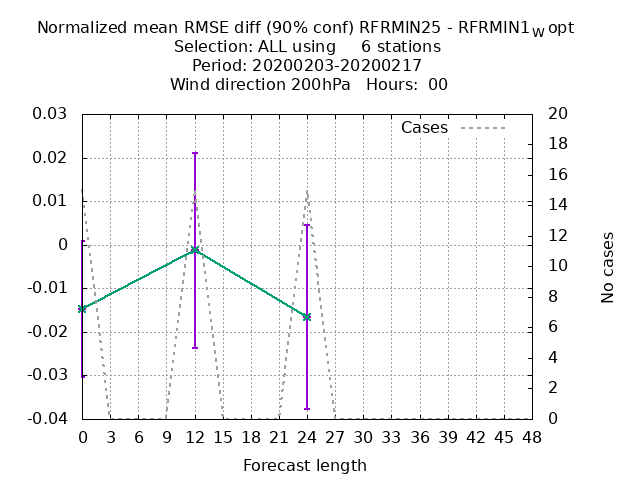 Normalized mean RMSE diff (90% conf) RFRMIN25 - RFRMIN1wopt
Selection: ALL using     6 stations
Period: 20200203-20200217
Wind direction 200hPa   Hours:  00
Cases
0.03
0.02
0.01
0
-0.01
-0.02
-0.03
-0.04
20
18
16
14
12
10
8
6
4
2
0
No cases
0 3 6 9 12 15 18 21 24 27 30 33 36 39 42 45 48
Forecast length